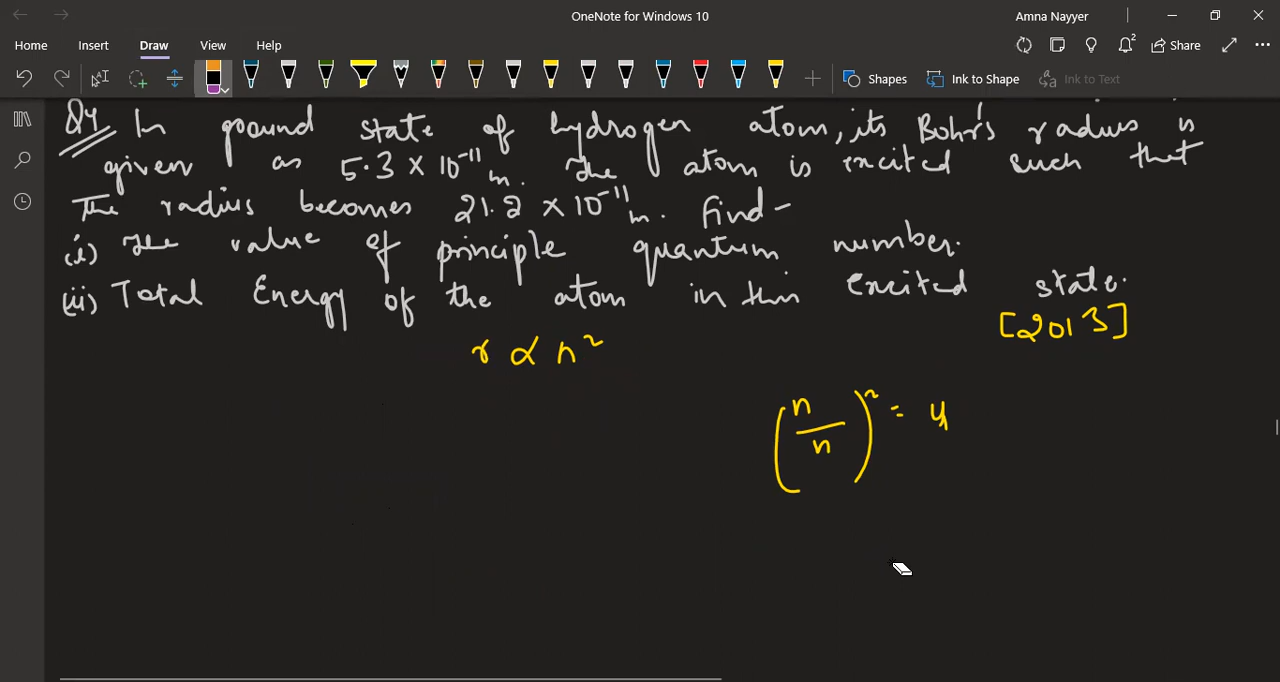 OneNote for Windows 10
Amna Nayyer
Home Insert Draw View Help
2
Share
Shapes
Ink to Shape
Ink to Text
Q4 In ground state of hydrogen atom, its Bohr's radius is
given as 5.3 × 10⁻¹¹ m. The atom is excited such that
The radius becomes 21.2 × 10⁻¹¹ m. Find -
(i) The value of principle quantum number.
(ii) Total Energy of the atom in this excited state.
[2013]
r ∝ n²
(n/n)² = 4